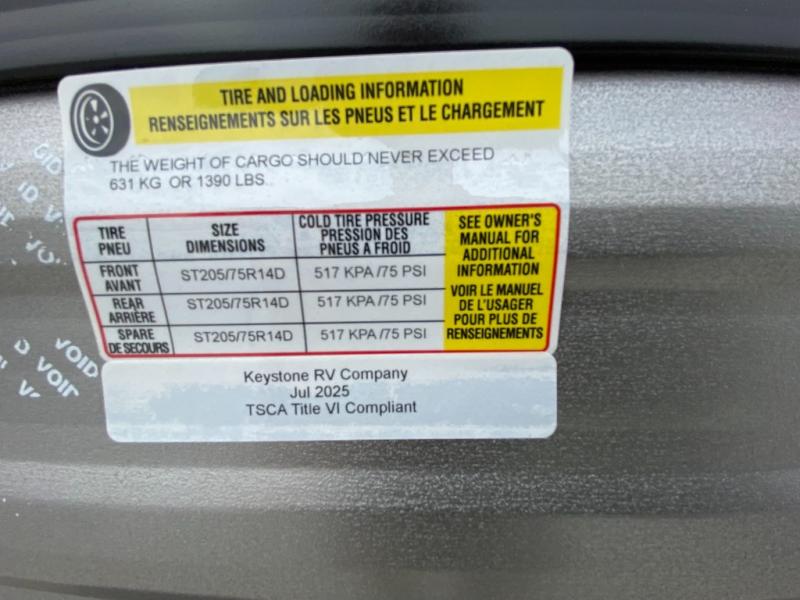 TIRE AND LOADING INFORMATION
RENSEIGNEMENTS SUR LES PNEUS ET LE CHARGEMENT
THE WEIGHT OF CARGO SHOULD NEVER EXCEED
631 KG OR 1390 LBS.
TIRE
PNEU
SIZE
DIMENSIONS
COLD TIRE PRESSURE
PRESSION DES
PNEUS A FROID
FRONT
AVANT
ST205/75R14D
517 KPA /75 PSI
REAR
ARRIÈRE
ST205/75R14D
517 KPA /75 PSI
SPARE
DE SECOURS
ST205/75R14D
517 KPA /75 PSI
SEE OWNER'S
MANUAL FOR
ADDITIONAL
INFORMATION
VOIR LE MANUEL
DE L'USAGER
POUR PLUS DE
RENSEIGNEMENTS
Keystone RV Company
Jul 2025
TSCA Title VI Compliant
VOID
VOID